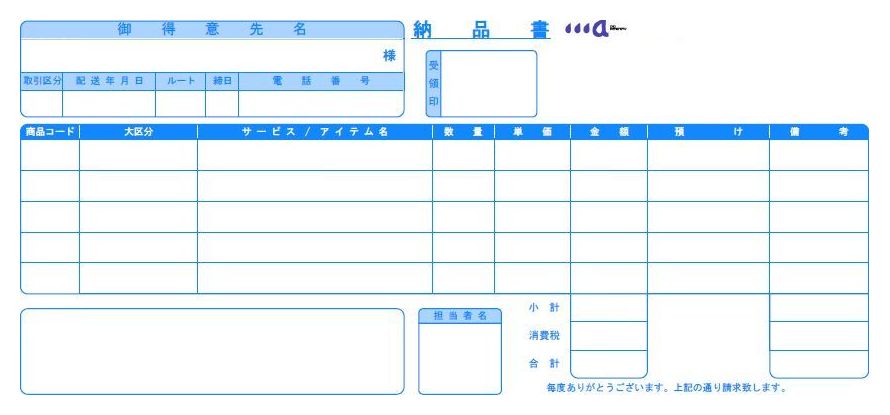 御得意先名
納品書
様
受領印
取引区分 配送年月日 ルート 締日 電話番号
商品コード 大区分 サービス / アイテム名 数量 単価 金額 預け 備考
小計
担当者名
消費税
合計
毎度ありがとうございます。上記の通り請求致します。